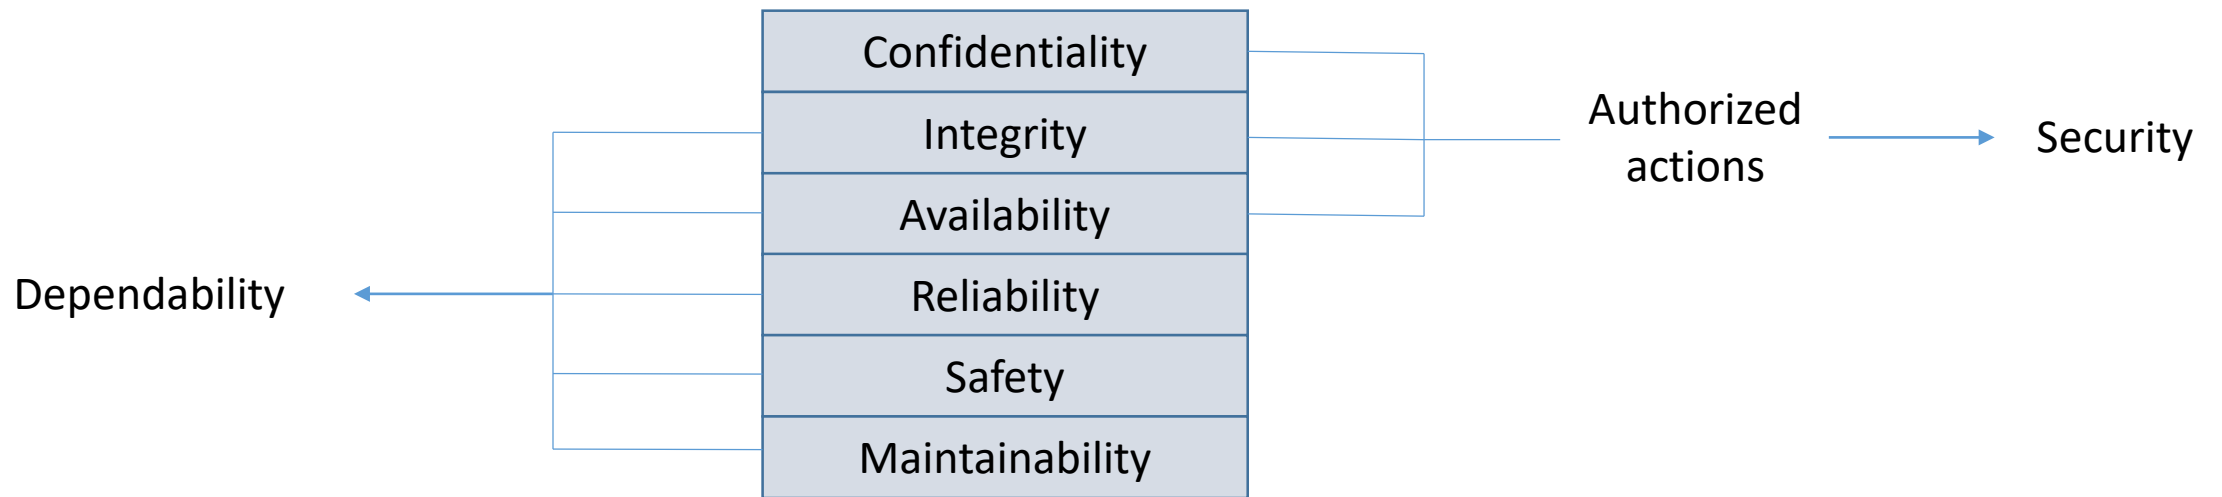 Confidentiality
Integrity
Availability
Reliability
Safety
Maintainability
Dependability
Authorized
actions
Security